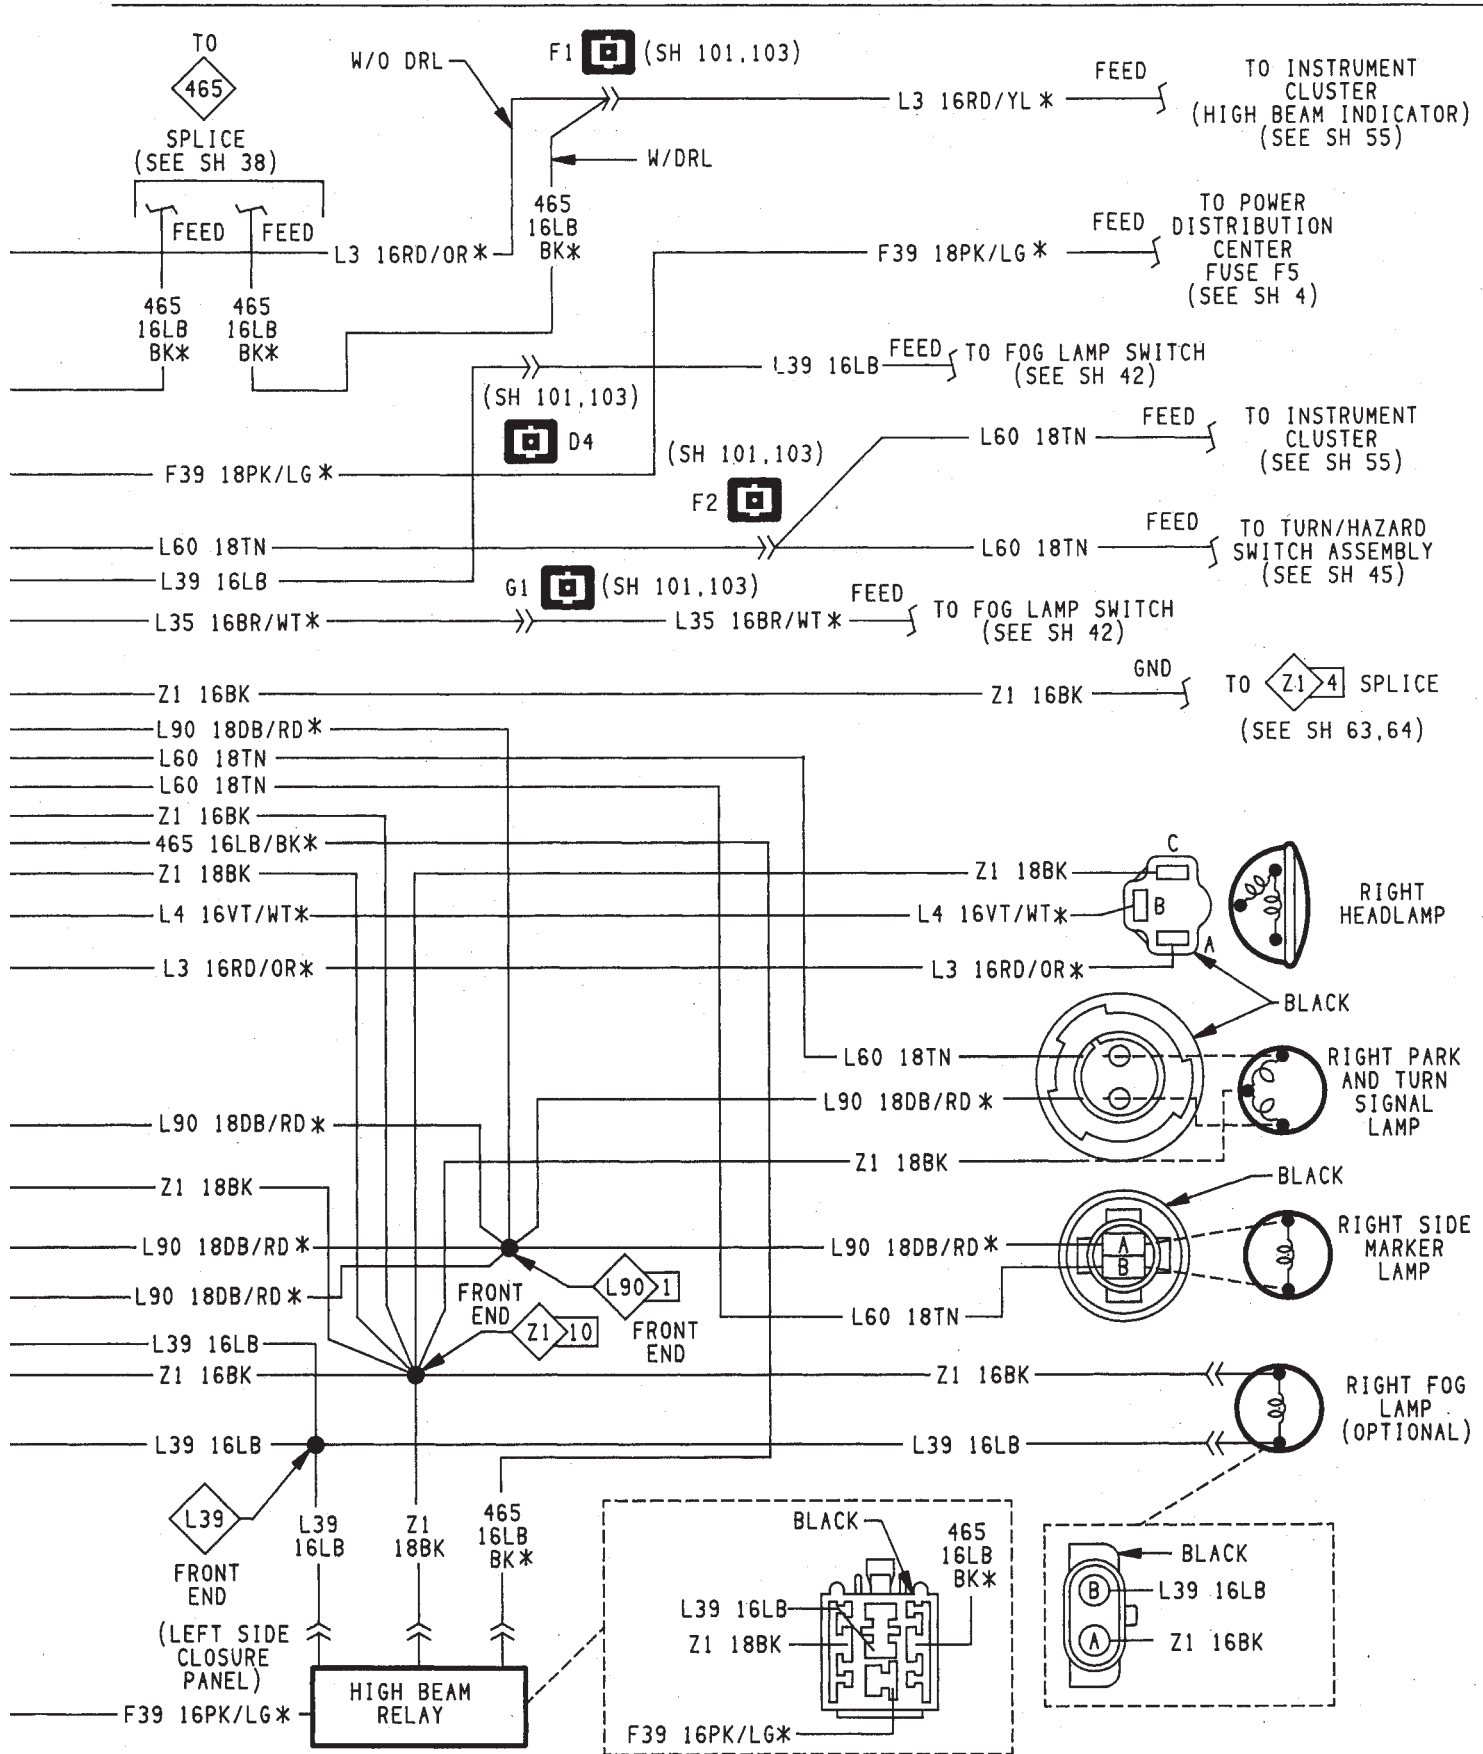 TO
465
SPLICE
(SEE SH 38)
FEED
FEED
W/O DRL
F1
(SH 101,103)
L3 16RD/YL*
FEED
TO INSTRUMENT
CLUSTER
(HIGH BEAM INDICATOR)
(SEE SH 55)
W/DRL
465
16LB
BK*
L3 16RD/OR*
465
16LB
BK*
465
16LB
BK*
F39 18PK/LG*
FEED
TO POWER
DISTRIBUTION
CENTER
FUSE F5
(SEE SH 4)
L39 16LB
FEED
TO FOG LAMP SWITCH
(SEE SH 42)
(SH 101,103)
D4
L60 18TN
FEED
TO INSTRUMENT
CLUSTER
(SEE SH 55)
F39 18PK/LG*
(SH 101,103)
F2
L60 18TN
L60 18TN
FEED
TO TURN/HAZARD
SWITCH ASSEMBLY
(SEE SH 45)
L39 16LB
G1
(SH 101,103)
L35 16BR/WT*
L35 16BR/WT*
FEED
TO FOG LAMP SWITCH
(SEE SH 42)
Z1 16BK
Z1 16BK
GND
TO Z1 4 SPLICE
(SEE SH 63,64)
L90 18DB/RD*
L60 18TN
L60 18TN
Z1 16BK
465 16LB/BK*
Z1 18BK
Z1 18BK
C
L4 16VT/WT*
L4 16VT/WT*
B
RIGHT
HEADLAMP
L3 16RD/OR*
L3 16RD/OR*
A
BLACK
L60 18TN
RIGHT PARK
AND TURN
SIGNAL
LAMP
L90 18DB/RD*
L90 18DB/RD*
Z1 18BK
Z1 18BK
BLACK
L90 18DB/RD*
L90 18DB/RD*
A
B
RIGHT SIDE
MARKER
LAMP
L90 18DB/RD*
L90 1
FRONT
END
FRONT
END
Z1 10
L60 18TN
L39 16LB
Z1 16BK
Z1 16BK
RIGHT FOG
LAMP
(OPTIONAL)
L39 16LB
L39 16LB
L39
FRONT
END
L39
16LB
Z1
18BK
465
16LB
BK*
(LEFT SIDE
CLOSURE
PANEL)
HIGH BEAM
RELAY
F39 16PK/LG*
BLACK
465
16LB
BK*
L39 16LB
Z1 18BK
F39 16PK/LG*
BLACK
B
L39 16LB
A
Z1 16BK